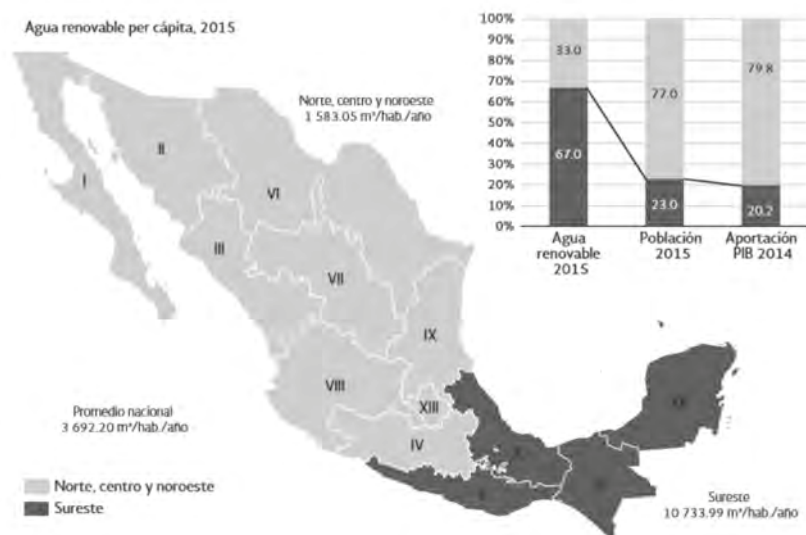 Agua renovable per cápita, 2015
Norte, centro y noroeste
1 583.05 m³/hab./año
I
II
III
VI
VII
VIII
IX
XIII
IV
Promedio nacional
3 692.20 m³/hab./año
Norte, centro y noroeste
Sureste
Sureste
10 733.99 m³/hab./año
100%
90%
80%
70%
60%
50%
40%
30%
20%
10%
0%
33.0
67.0
77.0
23.0
79.8
20.2
Agua
renovable
2015
Población
2015
Aportación
PIB 2014